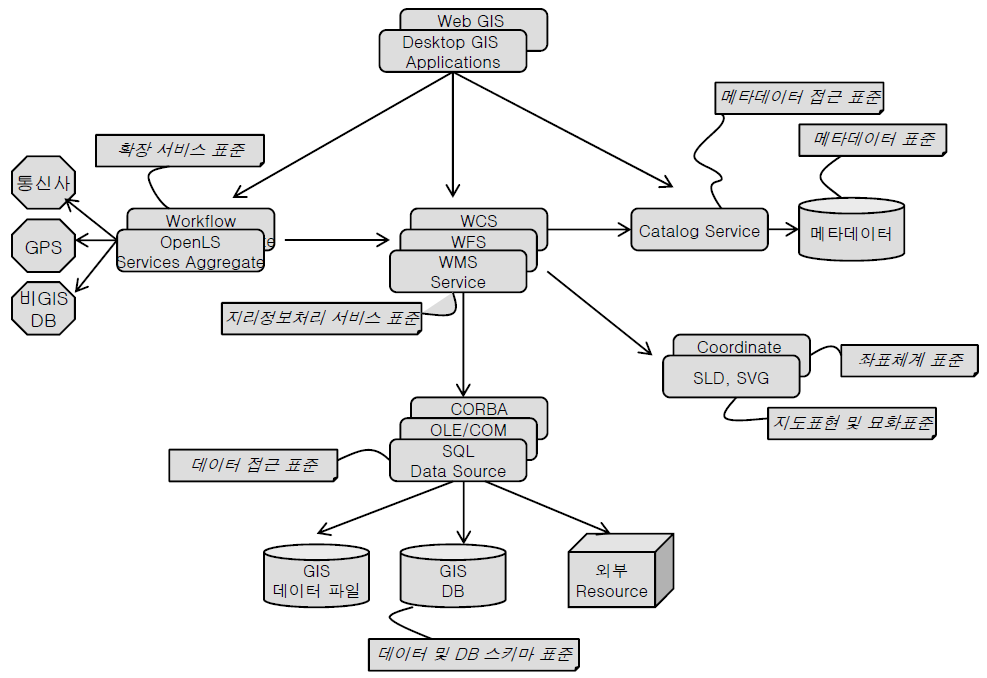 Web GIS
Desktop GIS
Applications
메타데이터 접근 표준
메타데이터 표준
확장 서비스 표준
통신사
GPS
비GIS
DB
Workflow
OpenLS
Services Aggregate
WCS
WFS
WMS
Service
Catalog Service
메타데이터
지리정보처리 서비스 표준
Coordinate
SLD, SVG
좌표체계 표준
지도표현 및 묘화표준
CORBA
OLE/COM
SQL
Data Source
데이터 접근 표준
GIS
데이터 파일
GIS
DB
외부
Resource
데이터 및 DB 스키마 표준